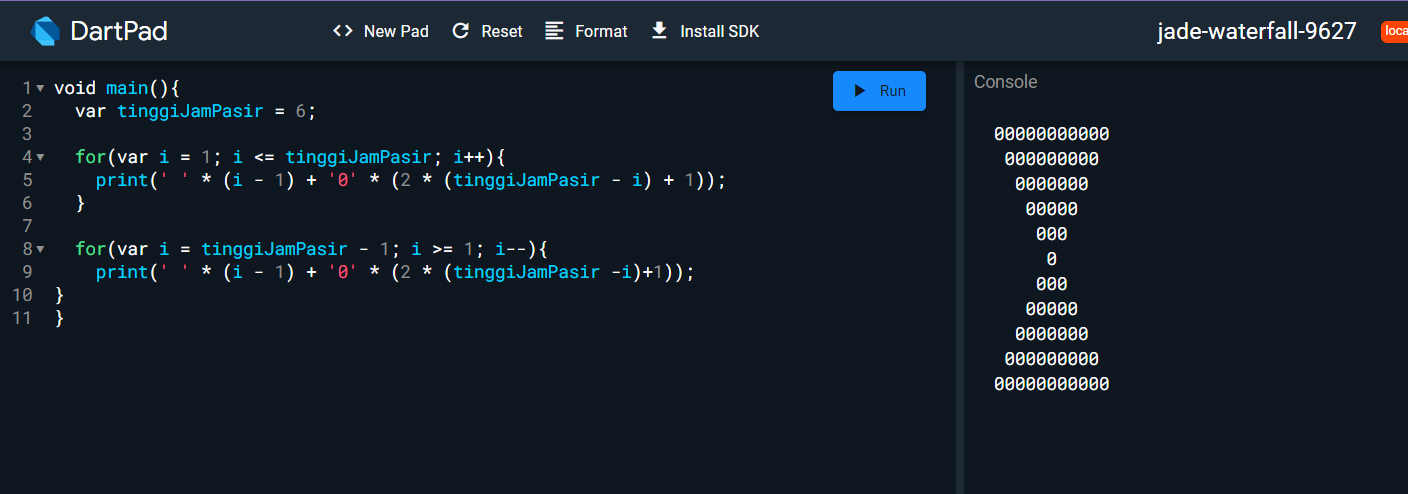 DartPad
<> New Pad Reset Format Install SDK
jade-waterfall-9627
loca
Run
1 void main(){
2   var tinggiJamPasir = 6;
3
4   for(var i = 1; i <= tinggiJamPasir; i++){
5     print(' ' * (i - 1) + '0' * (2 * (tinggiJamPasir - i) + 1));
6   }
7
8   for(var i = tinggiJamPasir - 1; i >= 1; i--){
9     print(' ' * (i - 1) + '0' * (2 * (tinggiJamPasir -i)+1));
10 }
11 }
Console
00000000000
 000000000
  0000000
   00000
    000
     0
    000
   00000
  0000000
 000000000
00000000000